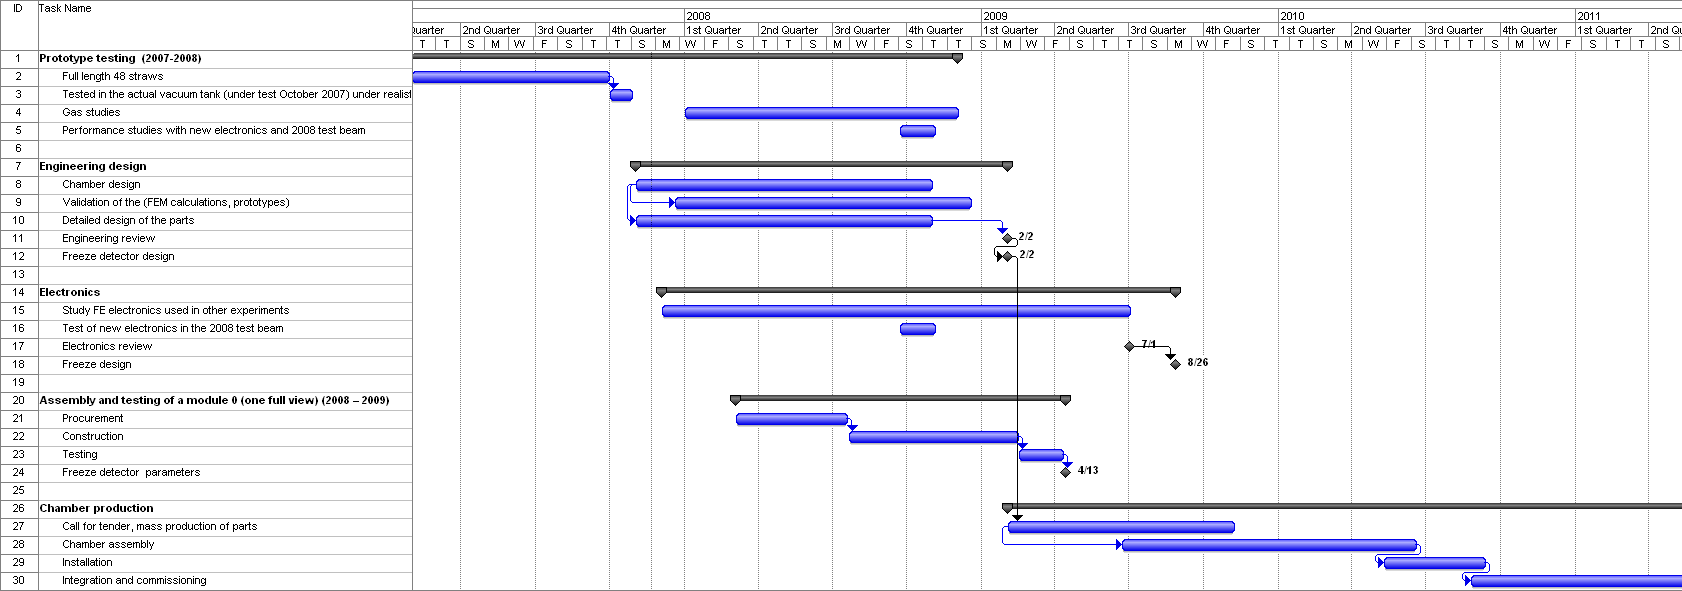 ID Task Name
2008 2009 2010 2011
uarter 2nd Quarter 3rd Quarter 4th Quarter 1st Quarter 2nd Quarter 3rd Quarter 4th Quarter 1st Quarter 2nd Quarter 3rd Quarter 4th Quarter 1st Quarter 2nd Quarter 3rd Quarter 4th Quarter 1st Quarter 2nd Qu
T T S M W F S T T S M W F S T T S M W F S T T S M W F S T T S M W F S T T S M W F S T T S M W F S T T S
1 Prototype testing (2007-2008)
2 Full length 48 straws
3 Tested in the actual vacuum tank (under test October 2007) under realist
4 Gas studies
5 Performance studies with new electronics and 2008 test beam
6
7 Engineering design
8 Chamber design
9 Validation of the (FEM calculations, prototypes)
10 Detailed design of the parts
11 Engineering review 2/2
12 Freeze detector design 2/2
13
14 Electronics
15 Study FE electronics used in other experiments
16 Test of new electronics in the 2008 test beam
17 Electronics review 7/1
18 Freeze design 8/26
19
20 Assembly and testing of a module 0 (one full view) (2008 – 2009)
21 Procurement
22 Construction
23 Testing
24 Freeze detector parameters 4/13
25
26 Chamber production
27 Call for tender, mass production of parts
28 Chamber assembly
29 Installation
30 Integration and commissioning